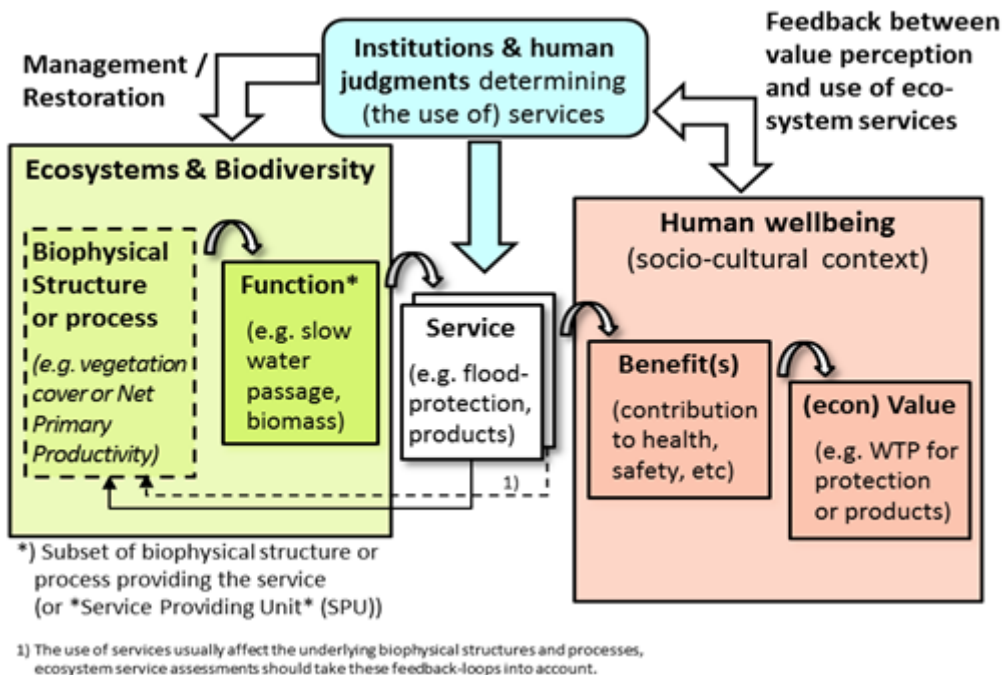 Institutions & human
judgments determining
(the use of) services
Management /
Restoration
Feedback between
value perception
and use of eco-
system services
Ecosystems & Biodiversity
Biophysical
Structure
or process
(e.g. vegetation
cover or Net
Primary
Productivity)
Function*
(e.g. slow
water
passage,
biomass)
Service
(e.g. flood-
protection,
products)
1)
Human wellbeing
(socio-cultural context)
Benefit(s)
(contribution
to health,
safety, etc)
(econ) Value
(e.g. WTP for
protection
or products)
*) Subset of biophysical structure or
process providing the service
(or *Service Providing Unit* (SPU))
1) The use of services usually affect the underlying biophysical structures and processes,
ecosystem service assessments should take these feedback-loops into account.